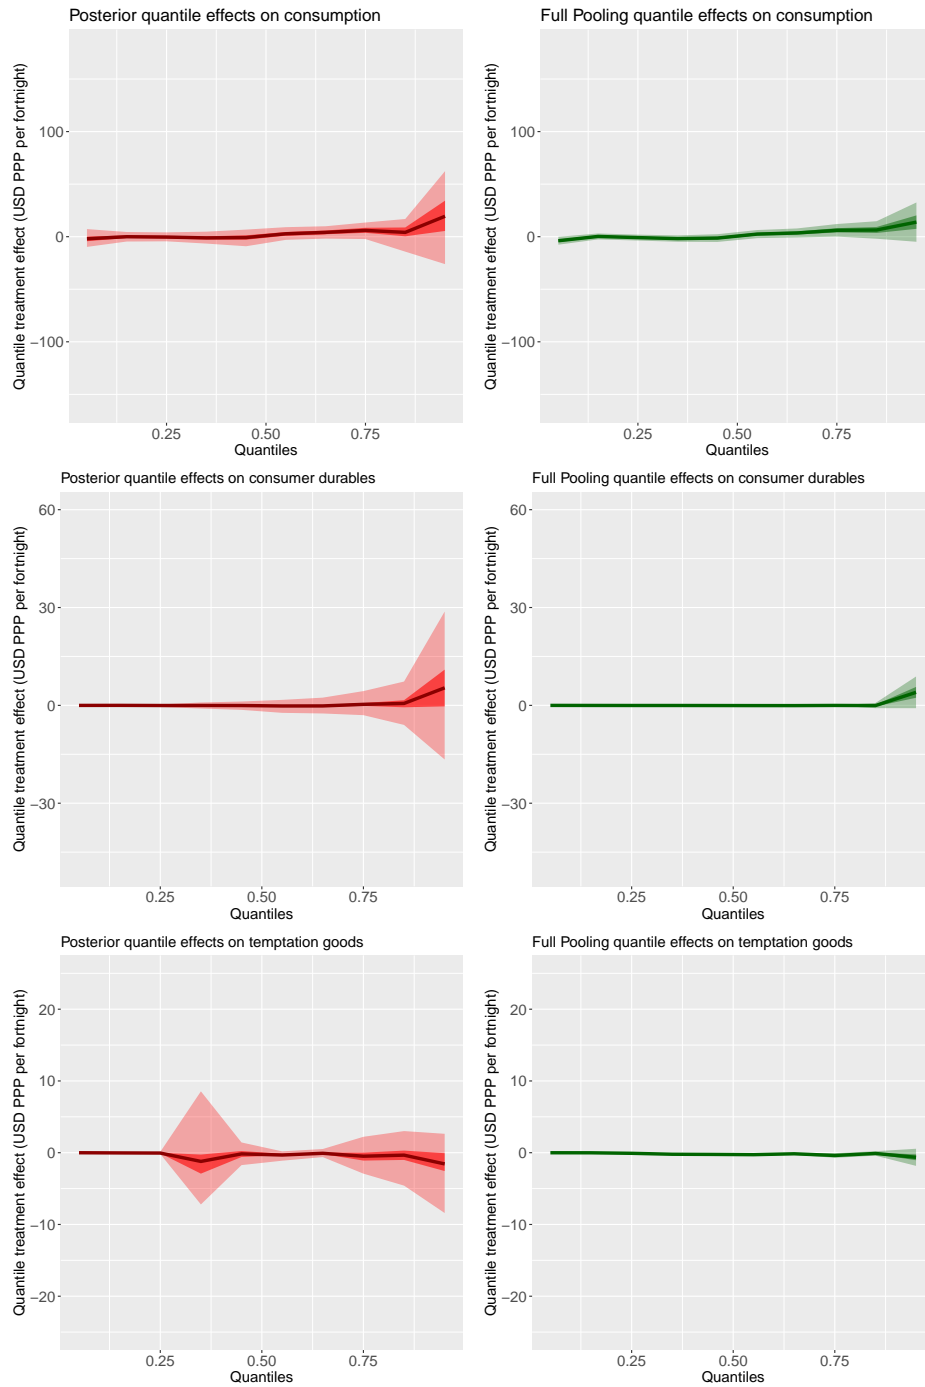 Posterior quantile effects on consumption
Quantile treatment effect (USD PPP per fortnight)
100
0
−100
0.25 0.50 0.75
Quantiles
Full Pooling quantile effects on consumption
Quantile treatment effect (USD PPP per fortnight)
100
0
−100
0.25 0.50 0.75
Quantiles
Posterior quantile effects on consumer durables
Quantile treatment effect (USD PPP per fortnight)
60
30
0
−30
0.25 0.50 0.75
Quantiles
Full Pooling quantile effects on consumer durables
Quantile treatment effect (USD PPP per fortnight)
60
30
0
−30
0.25 0.50 0.75
Quantiles
Posterior quantile effects on temptation goods
Quantile treatment effect (USD PPP per fortnight)
20
10
0
−10
−20
0.25 0.50 0.75
Quantiles
Full Pooling quantile effects on temptation goods
Quantile treatment effect (USD PPP per fortnight)
20
10
0
−10
−20
0.25 0.50 0.75
Quantiles